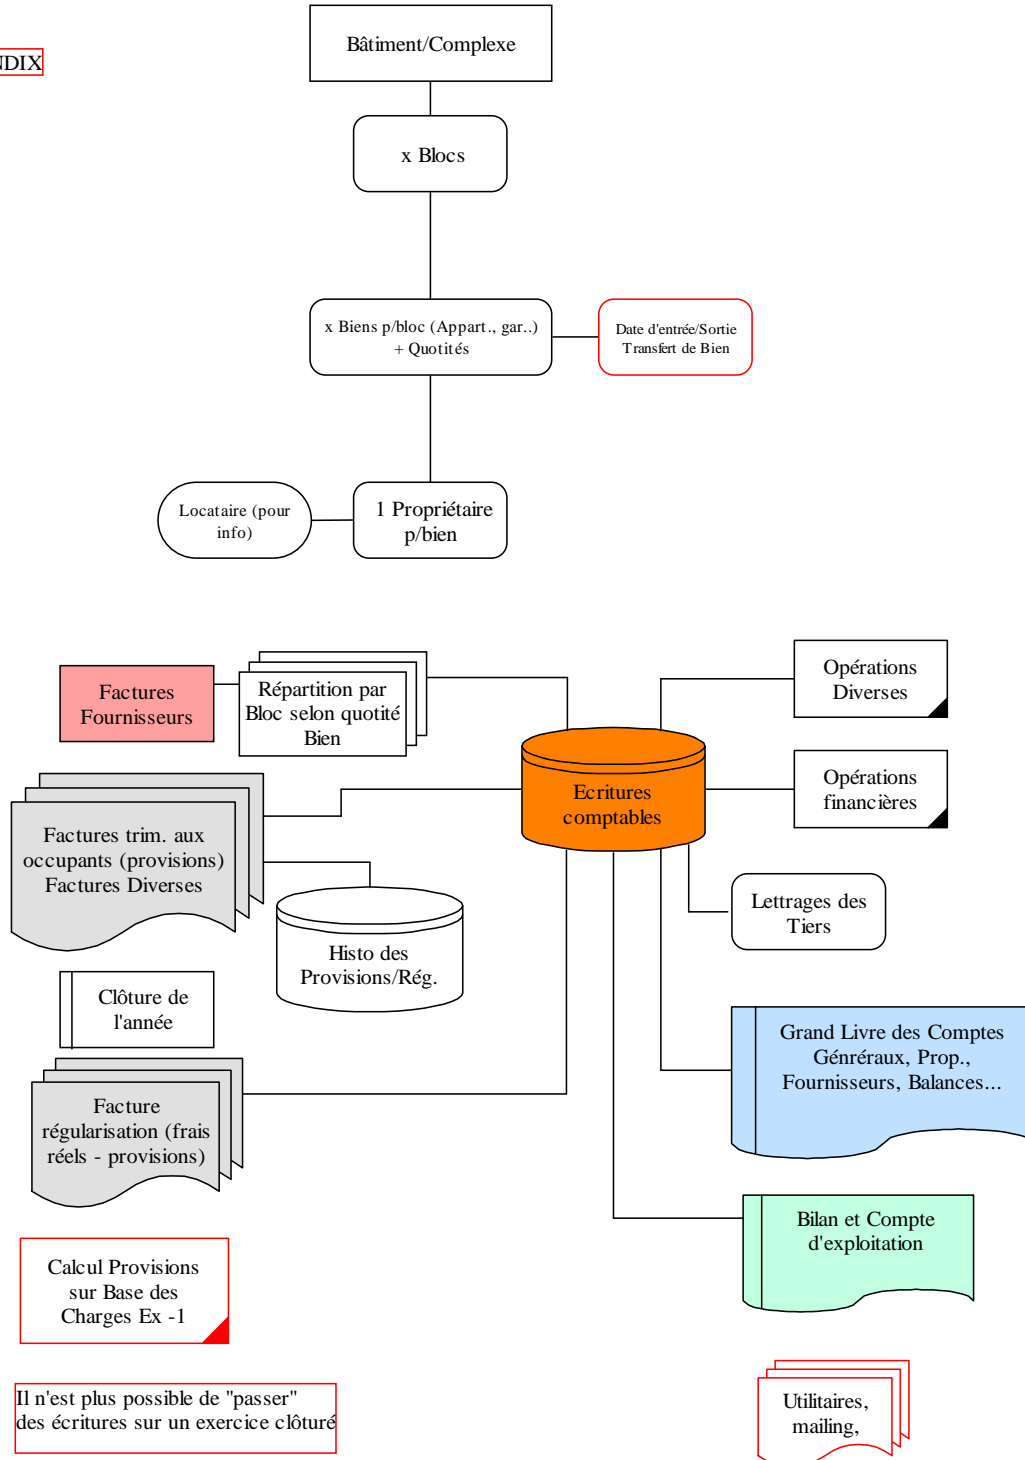 Bâtiment/Complexe
NDIX
x Blocs
x Biens p/bloc (Appart., gar..)
+ Quotités
Date d'entrée/Sortie
Transfert de Bien
Locataire (pour
info)
1 Propriétaire
p/bien
Factures
Fournisseurs
Répartition par
Bloc selon quotité
Bien
Opérations
Diverses
Ecritures
comptables
Opérations
financières
Factures trim. aux
occupants (provisions)
Factures Diverses
Lettrages des
Tiers
Histo des
Provisions/Rég.
Clôture de
l'année
Grand Livre des Comptes
Génréraux, Prop.,
Fournisseurs, Balances...
Facture
régularisation (frais
réels - provisions)
Bilan et Compte
d'exploitation
Calcul Provisions
sur Base des
Charges Ex -1
Il n'est plus possible de "passer"
des écritures sur un exercice clôturé
Utilitaires,
mailing,